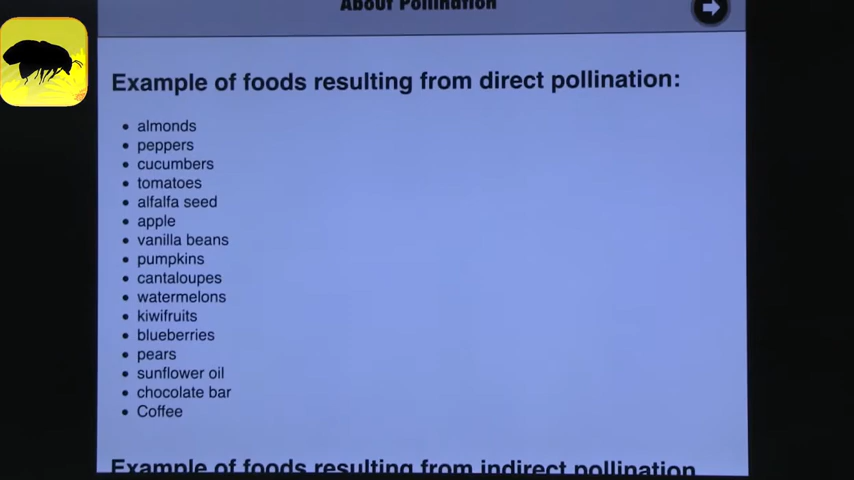 About Pollination
Example of foods resulting from direct pollination:
almonds
peppers
cucumbers
tomatoes
alfalfa seed
apple
vanilla beans
pumpkins
cantaloupes
watermelons
kiwifruits
blueberries
pears
sunflower oil
chocolate bar
Coffee
Example of foods resulting from indirect pollination